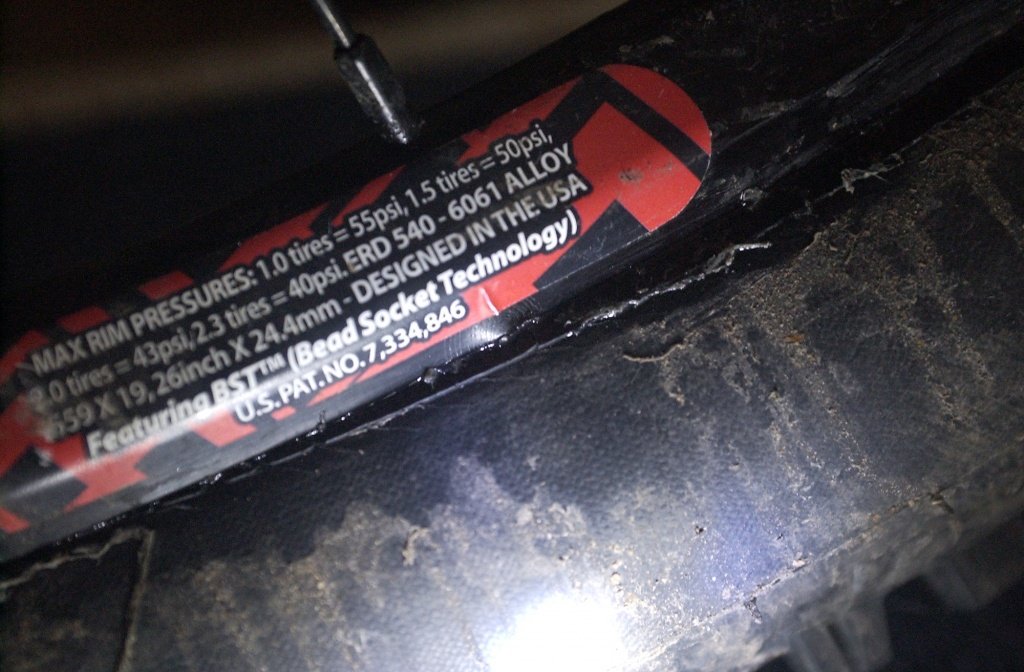 MAX RIM PRESSURES: 1.0 tires = 55psi, 1.5 tires = 50psi,
2.0 tires = 43psi,2.3 tires = 40psi. ERD 540 - 6061 ALLOY
559 X 19, 26inch X 24.4mm - DESIGNED IN THE USA
Featuring BST™ (Bead Socket Technology)
U.S. PAT. NO. 7,334,846